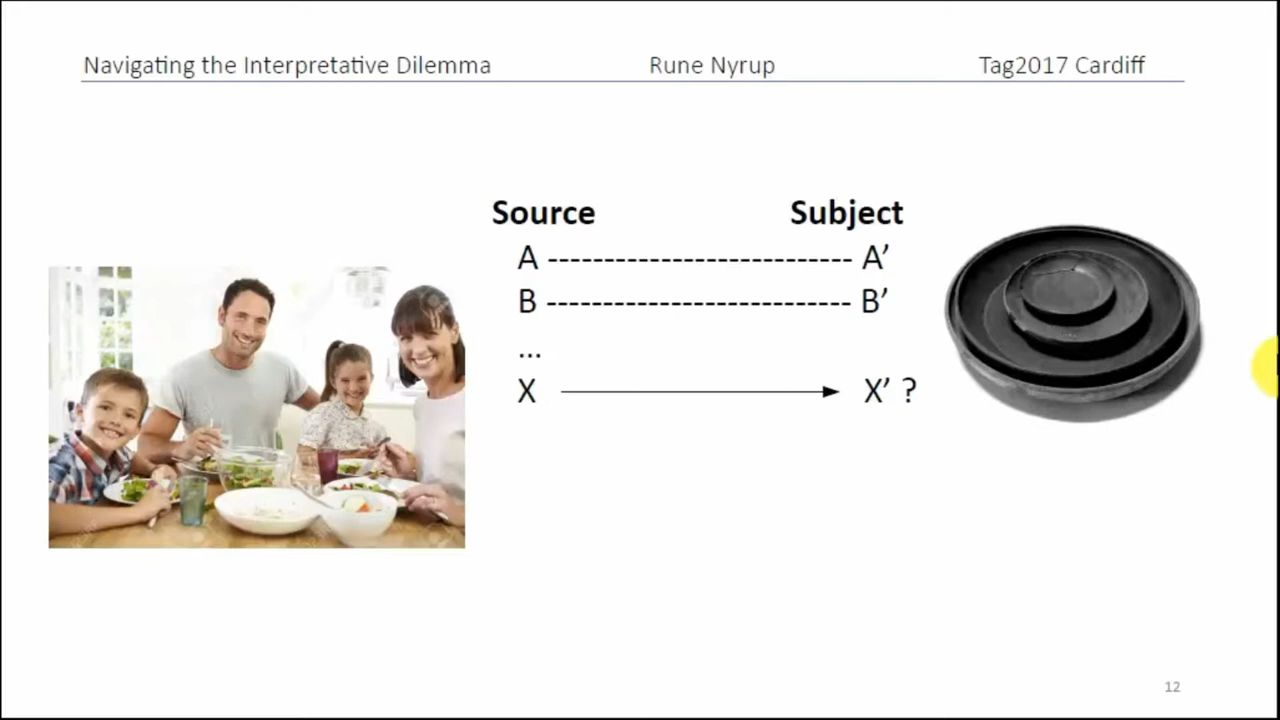 Navigating the Interpretative Dilemma Rune Nyrup Tag2017 Cardiff
Source Subject
A --------------------------- A’
B --------------------------- B’
...
X X’ ?
12